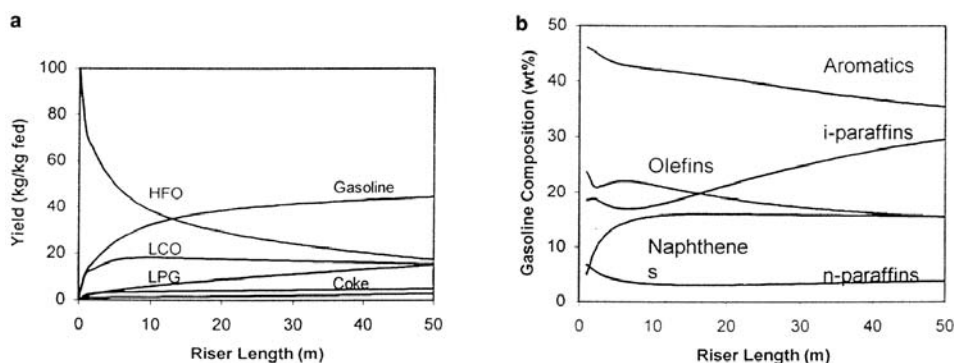 a
Yield (kg/kg fed)
100
80
60
40
20
0
HFO
Gasoline
LCO
LPG
Coke
0 10 20 30 40 50
Riser Length (m)
b
Gasoline Composition (wt%)
50
40
30
20
10
0
Aromatics
i-paraffins
Olefins
Naphthene
s
n-paraffins
0 10 20 30 40 50
Riser Length (m)